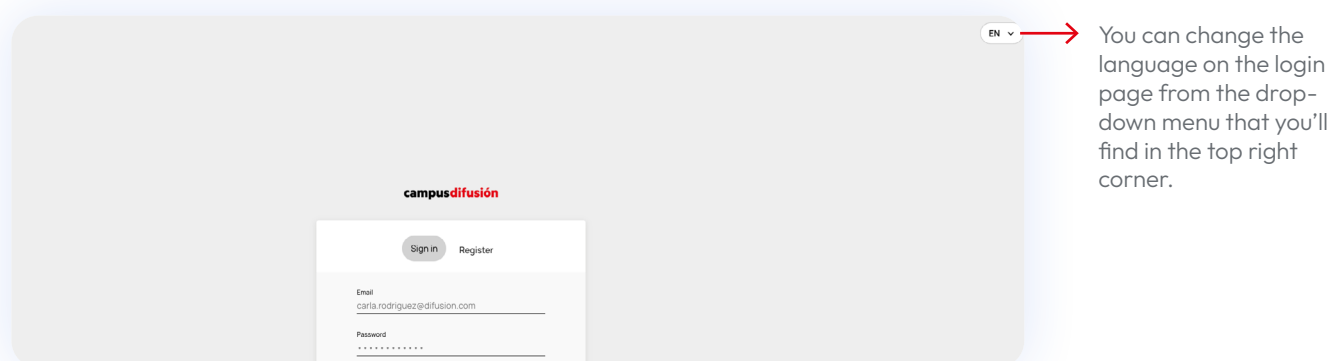 EN
You can change the
language on the login
page from the drop-
down menu that you’ll
find in the top right
corner.
campusdifusión
Sign in Register
Email
carla.rodriguez@difusion.com
Password
••••••••••••